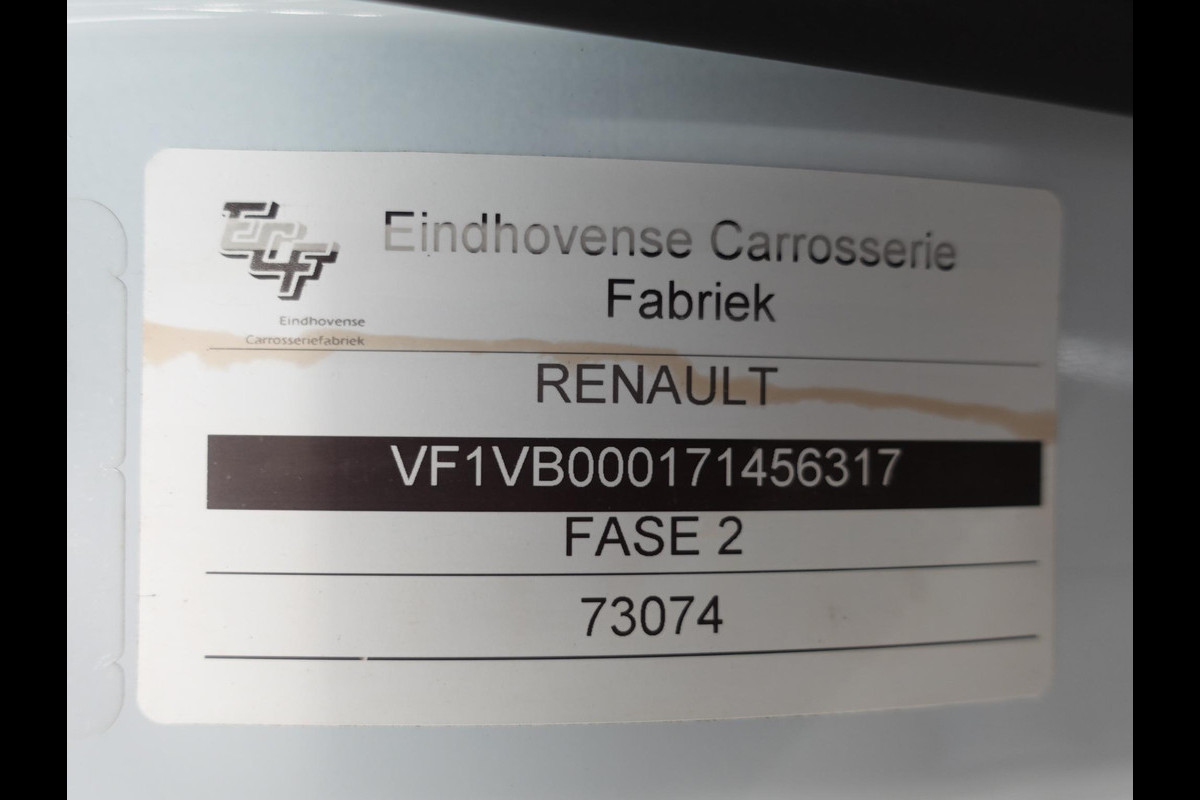 ECF
Eindhovense
Carrosseriefabriek
Eindhovense Carrosserie
Fabriek
RENAULT
VF1VB000171456317
FASE 2
73074